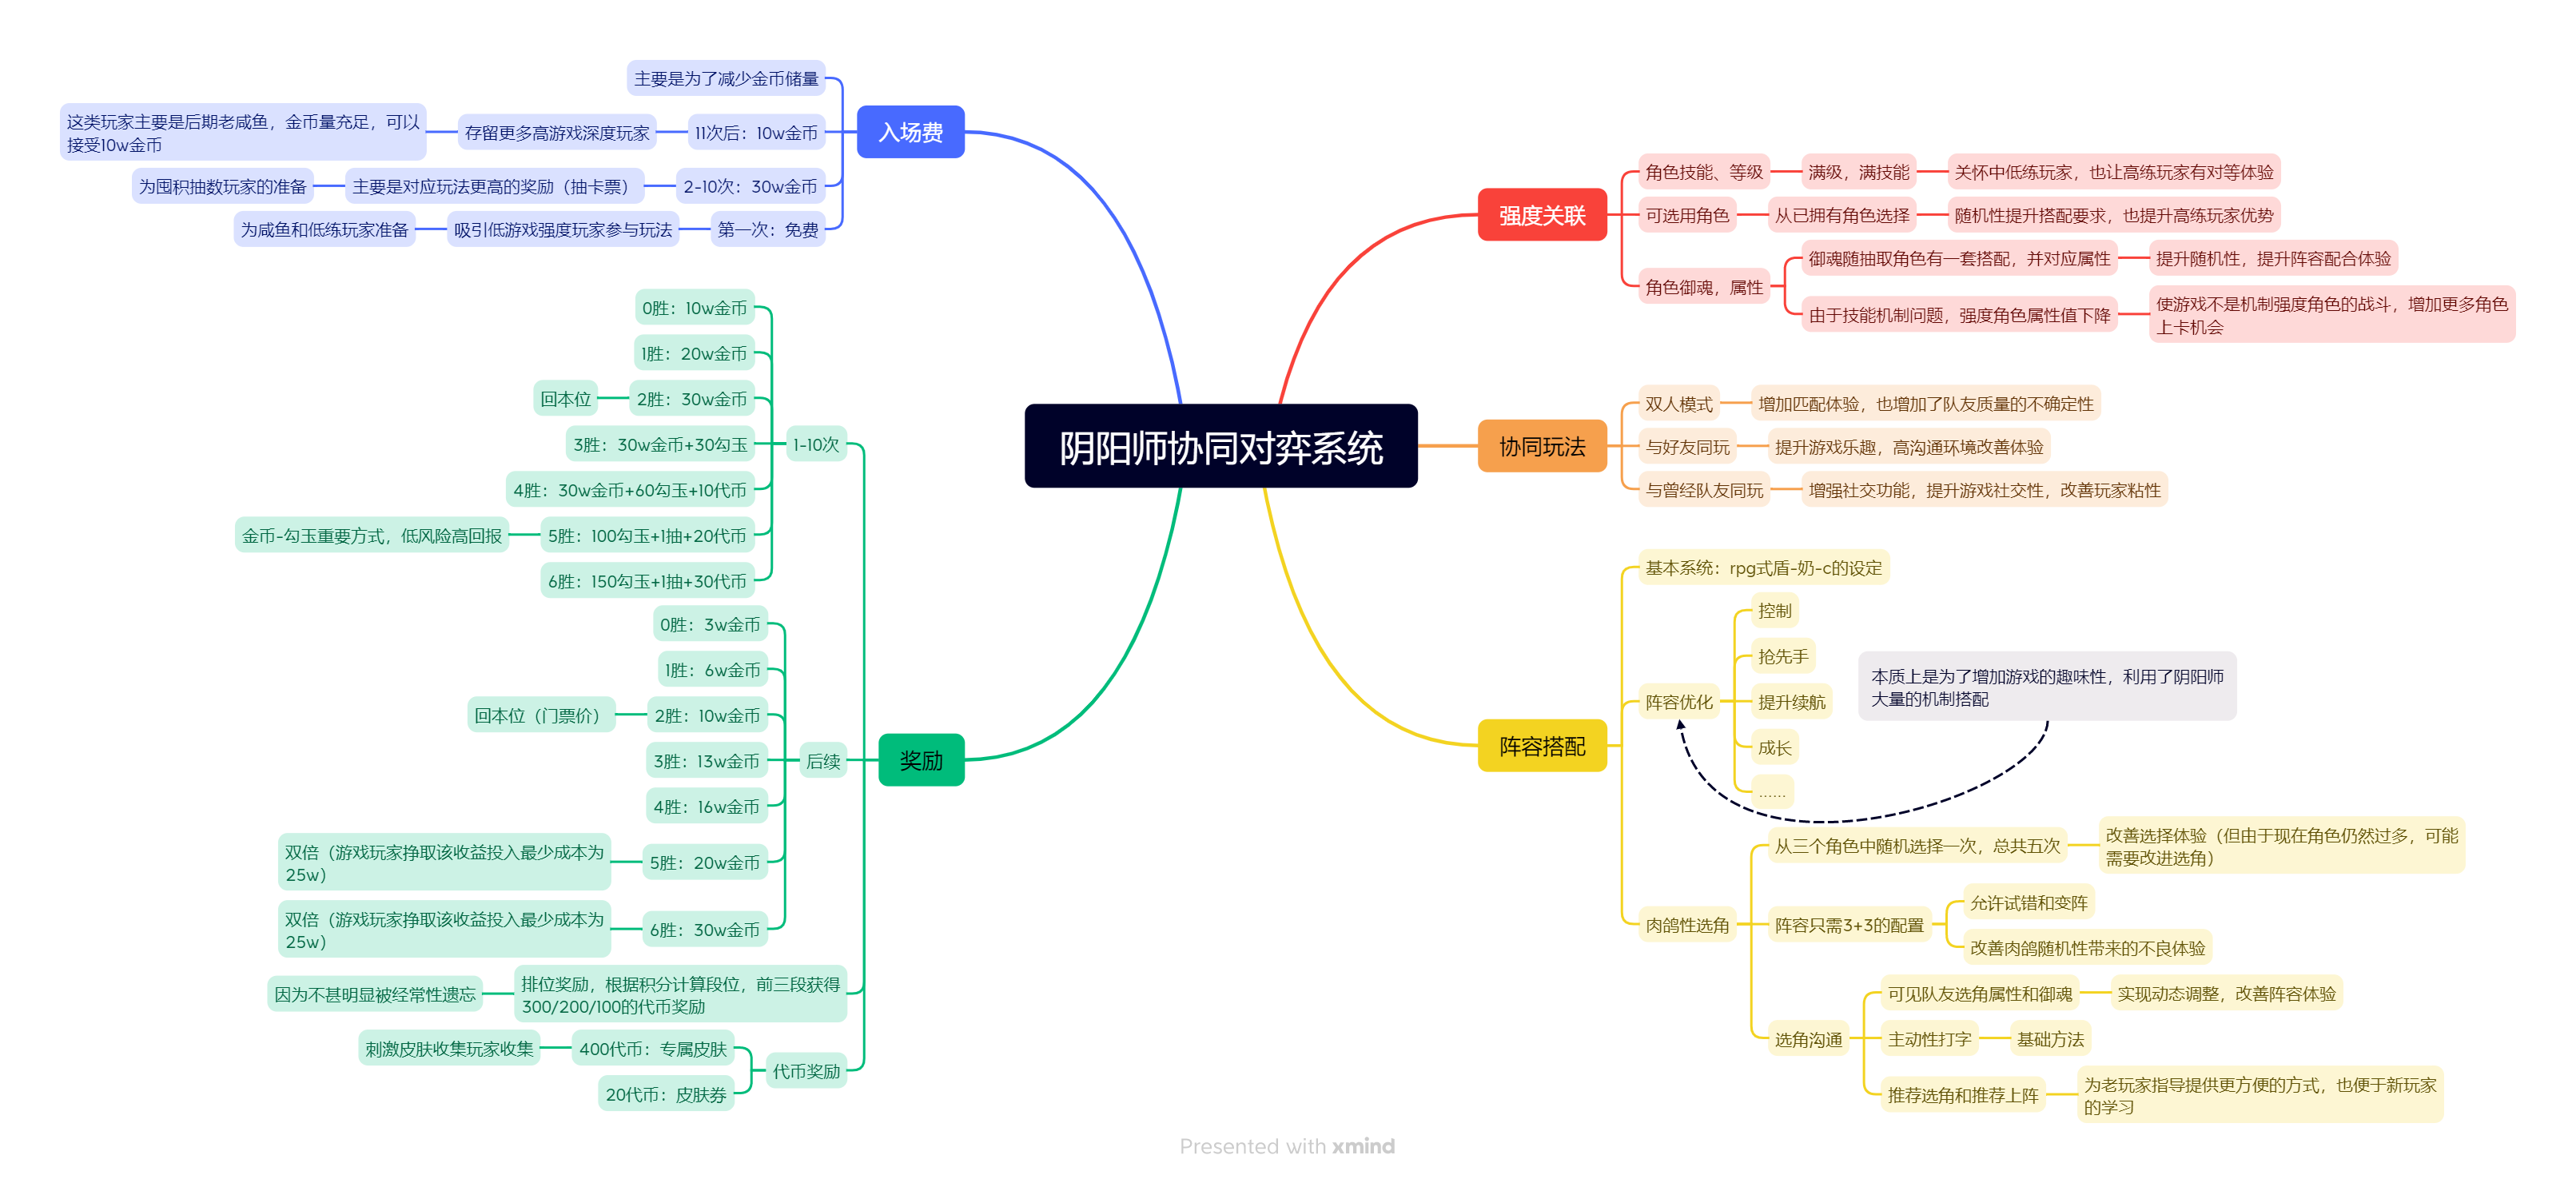 阴阳师协同对弈系统
入场费
主要是为了减少金币储量
11次后：10w金币
存留更多高游戏深度玩家
这类玩家主要是后期老咸鱼，金币量充足，可以
接受10w金币
2-10次：30w金币
主要是对应玩法更高的奖励（抽卡票）
为囤积抽数玩家的准备
第一次：免费
吸引低游戏强度玩家参与玩法
为咸鱼和低练玩家准备
奖励
1-10次
0胜：10w金币
1胜：20w金币
2胜：30w金币
回本位
3胜：30w金币+30勾玉
4胜：30w金币+60勾玉+10代币
5胜：100勾玉+1抽+20代币
金币-勾玉重要方式，低风险高回报
6胜：150勾玉+1抽+30代币
后续
0胜：3w金币
1胜：6w金币
2胜：10w金币
回本位（门票价）
3胜：13w金币
4胜：16w金币
5胜：20w金币
双倍（游戏玩家挣取该收益投入最少成本为
25w）
6胜：30w金币
双倍（游戏玩家挣取该收益投入最少成本为
25w）
排位奖励，根据积分计算段位，前三段获得
300/200/100的代币奖励
因为不甚明显被经常性遗忘
代币奖励
400代币：专属皮肤
刺激皮肤收集玩家收集
20代币：皮肤券
强度关联
角色技能、等级
满级，满技能
关怀中低练玩家，也让高练玩家有对等体验
可选用角色
从已拥有角色选择
随机性提升搭配要求，也提升高练玩家优势
角色御魂，属性
御魂随抽取角色有一套搭配，并对应属性
提升随机性，提升阵容配合体验
由于技能机制问题，强度角色属性值下降
使游戏不是机制强度角色的战斗，增加更多角色
上卡机会
协同玩法
双人模式
增加匹配体验，也增加了队友质量的不确定性
与好友同玩
提升游戏乐趣，高沟通环境改善体验
与曾经队友同玩
增强社交功能，提升游戏社交性，改善玩家粘性
阵容搭配
基本系统：rpg式盾-奶-c的设定
阵容优化
控制
抢先手
提升续航
成长
……
本质上是为了增加游戏的趣味性，利用了阴阳师
大量的机制搭配
肉鸽性选角
从三个角色中随机选择一次，总共五次
改善选择体验（但由于现在角色仍然过多，可能
需要改进选角）
阵容只需3+3的配置
允许试错和变阵
改善肉鸽随机性带来的不良体验
选角沟通
可见队友选角属性和御魂
实现动态调整，改善阵容体验
主动性打字
基础方法
推荐选角和推荐上阵
为老玩家指导提供更方便的方式，也便于新玩家
的学习
Presented with xmind